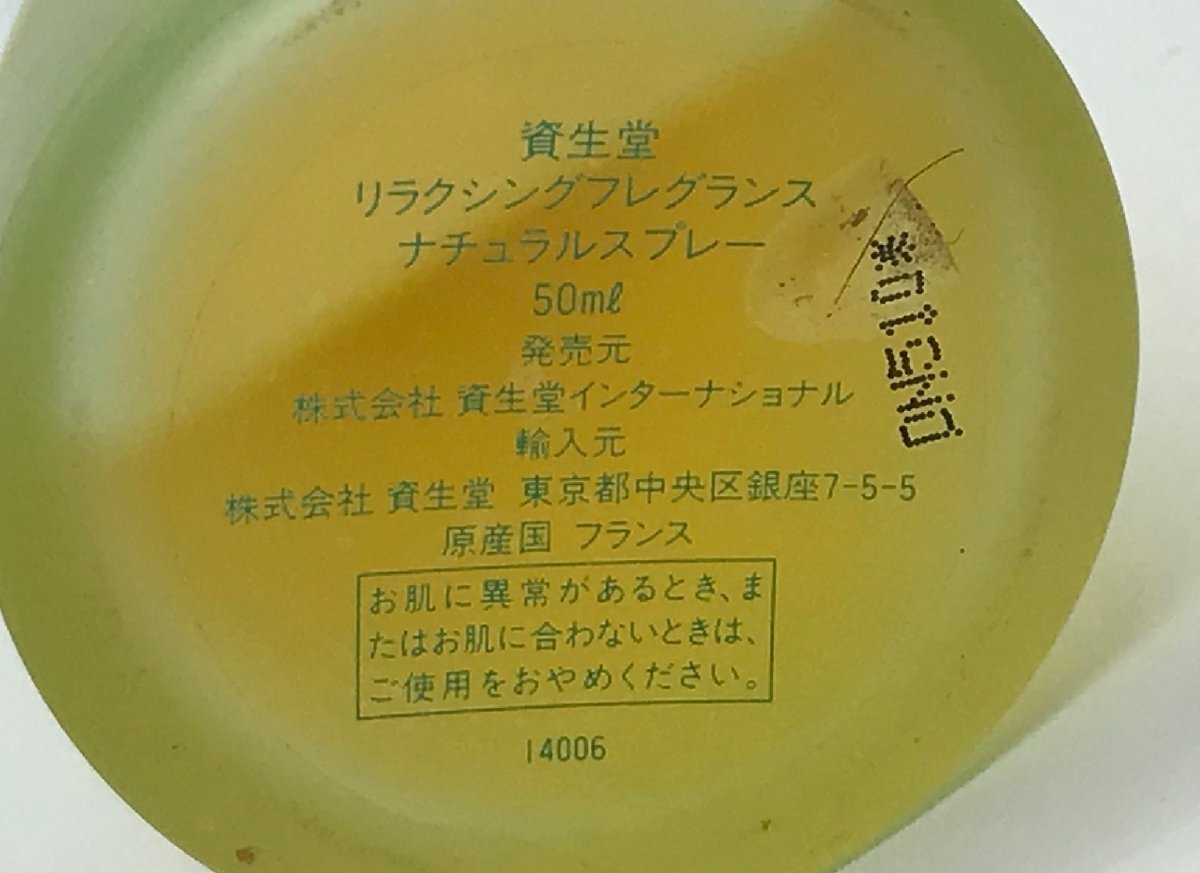 資生堂
リラクシングフレグランス
ナチュラルスプレー
50ml
発売元
株式会社 資生堂インターナショナル
輸入元
株式会社 資生堂 東京都中央区銀座7-5-5
原産国 フランス
お肌に異常があるとき、ま
たはお肌に合わないときは、
ご使用をおやめください。
14006